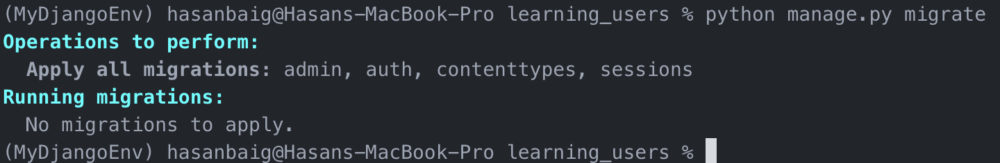 (MyDjangoEnv) hasanbaig@Hasans-MacBook-Pro learning_users % python manage.py migrate
Operations to perform:
  Apply all migrations: admin, auth, contenttypes, sessions
Running migrations:
  No migrations to apply.
(MyDjangoEnv) hasanbaig@Hasans-MacBook-Pro learning_users %